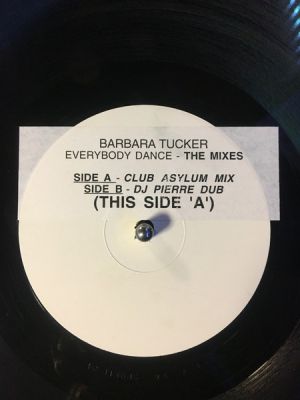 BARBARA TUCKER
EVERYBODY DANCE - THE MIXES
SIDE A - CLUB ASYLUM MIX
SIDE B - DJ PIERRE DUB
(THIS SIDE 'A')